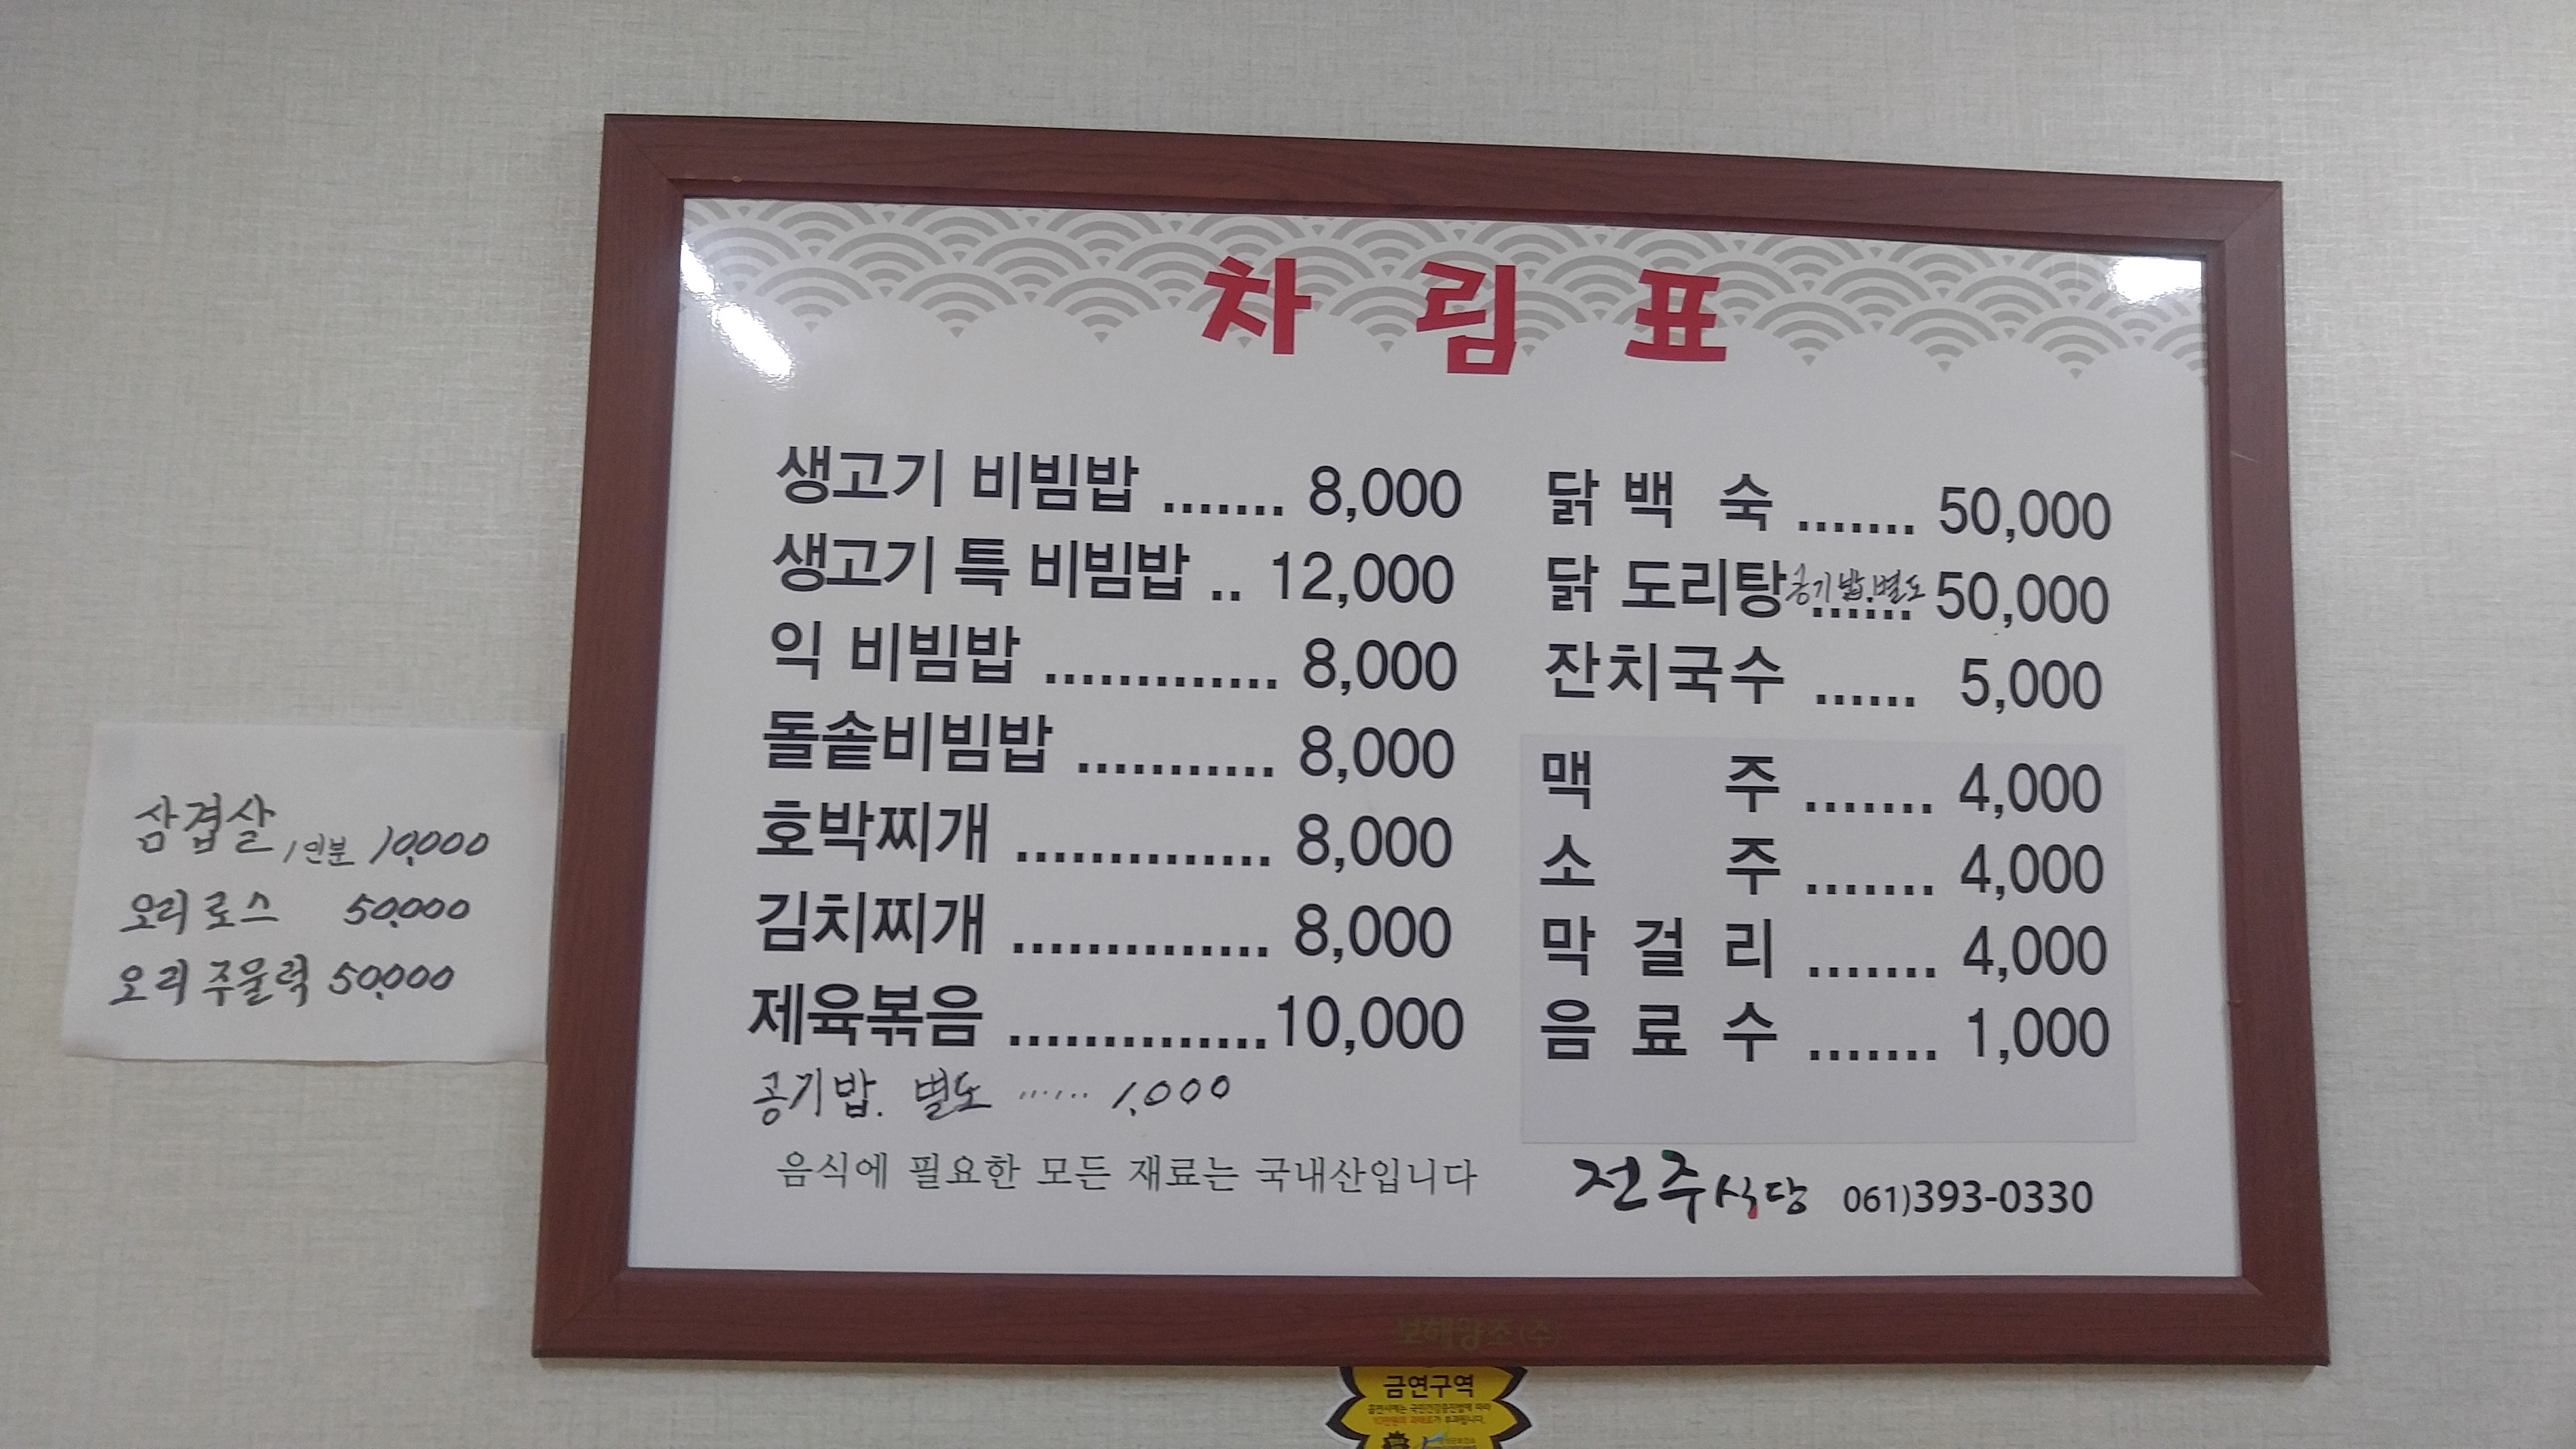 차림표
생고기 비빔밥 ....... 8,000
생고기 특 비빔밥 .. 12,000
익 비빔밥 ............. 8,000
돌솥비빔밥 ........... 8,000
호박찌개 .............. 8,000
김치찌개 .............. 8,000
제육볶음 ..............10,000
공기밥. 별도 ...... 1,000
음식에 필요한 모든 재료는 국내산입니다
닭백숙 ....... 50,000
닭 도리탕 공기밥.별도 ...... 50,000
잔치국수 ...... 5,000
맥주 ....... 4,000
소주 ....... 4,000
막걸리 ....... 4,000
음료수 ....... 1,000
전주식당 061)393-0330
삼겹살 1인분 10,000
오리로스 50,000
오리 주울럭 50,000
보해양조(주)
금연구역